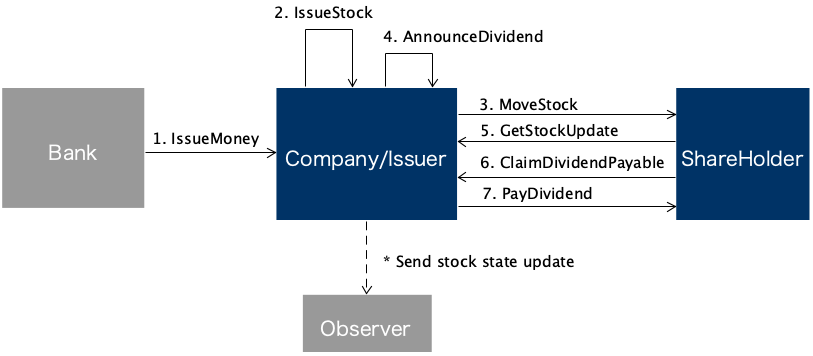 2. IssueStock
4. AnnounceDividend
3. MoveStock
1. IssueMoney
5. GetStockUpdate
Bank
Company/Issuer
ShareHolder
6. ClaimDividendPayable
7. PayDividend
* Send stock state update
Observer